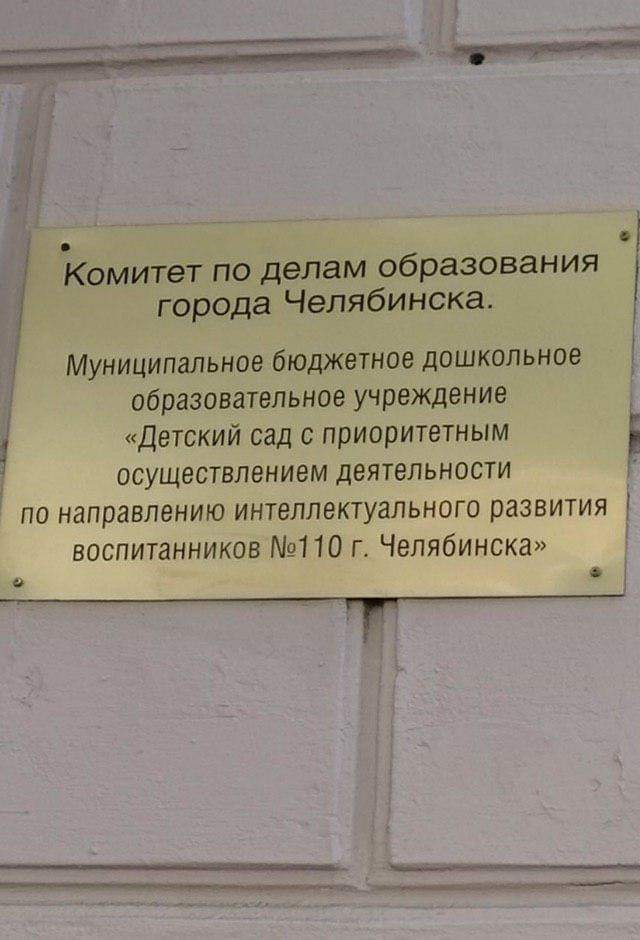 Комитет по делам образования
города Челябинска.
Муниципальное бюджетное дошкольное
образовательное учреждение
«Детский сад с приоритетным
осуществлением деятельности
по направлению интеллектуального развития
воспитанников №110 г. Челябинска»